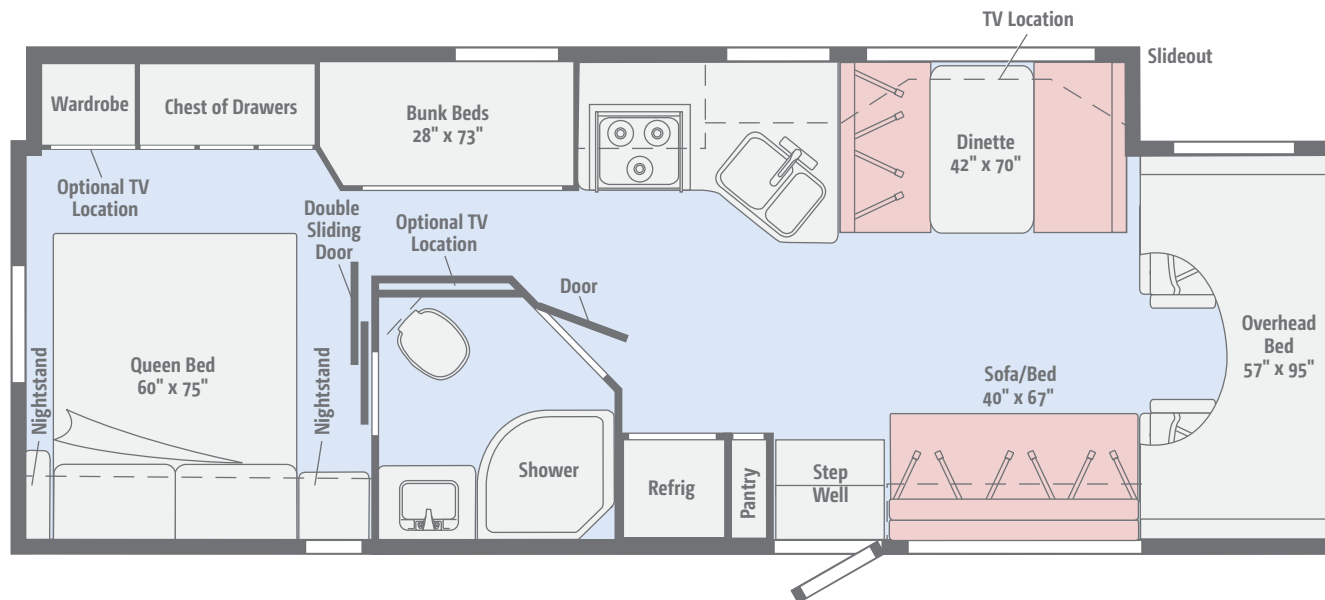 TV Location
Slideout
Wardrobe
Chest of Drawers
Bunk Beds
28" x 73"
Dinette
42" x 70"
Optional TV
Location
Double
Sliding
Door
Optional TV
Location
Door
Overhead
Bed
57" x 95"
Queen Bed
60" x 75"
Nightstand
Nightstand
Sofa/Bed
40" x 67"
Shower
Refrig
Pantry
Step
Well